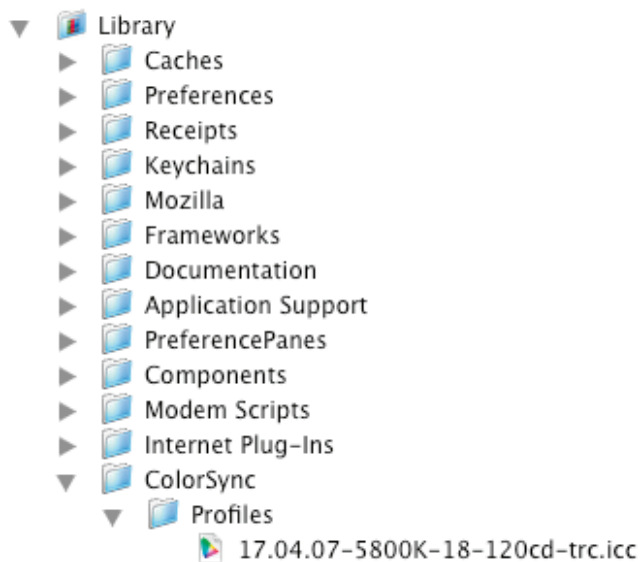 Library
Caches
Preferences
Receipts
Keychains
Mozilla
Frameworks
Documentation
Application Support
PreferencePanes
Components
Modem Scripts
Internet Plug-Ins
ColorSync
Profiles
17.04.07-5800K-18-120cd-trc.icc